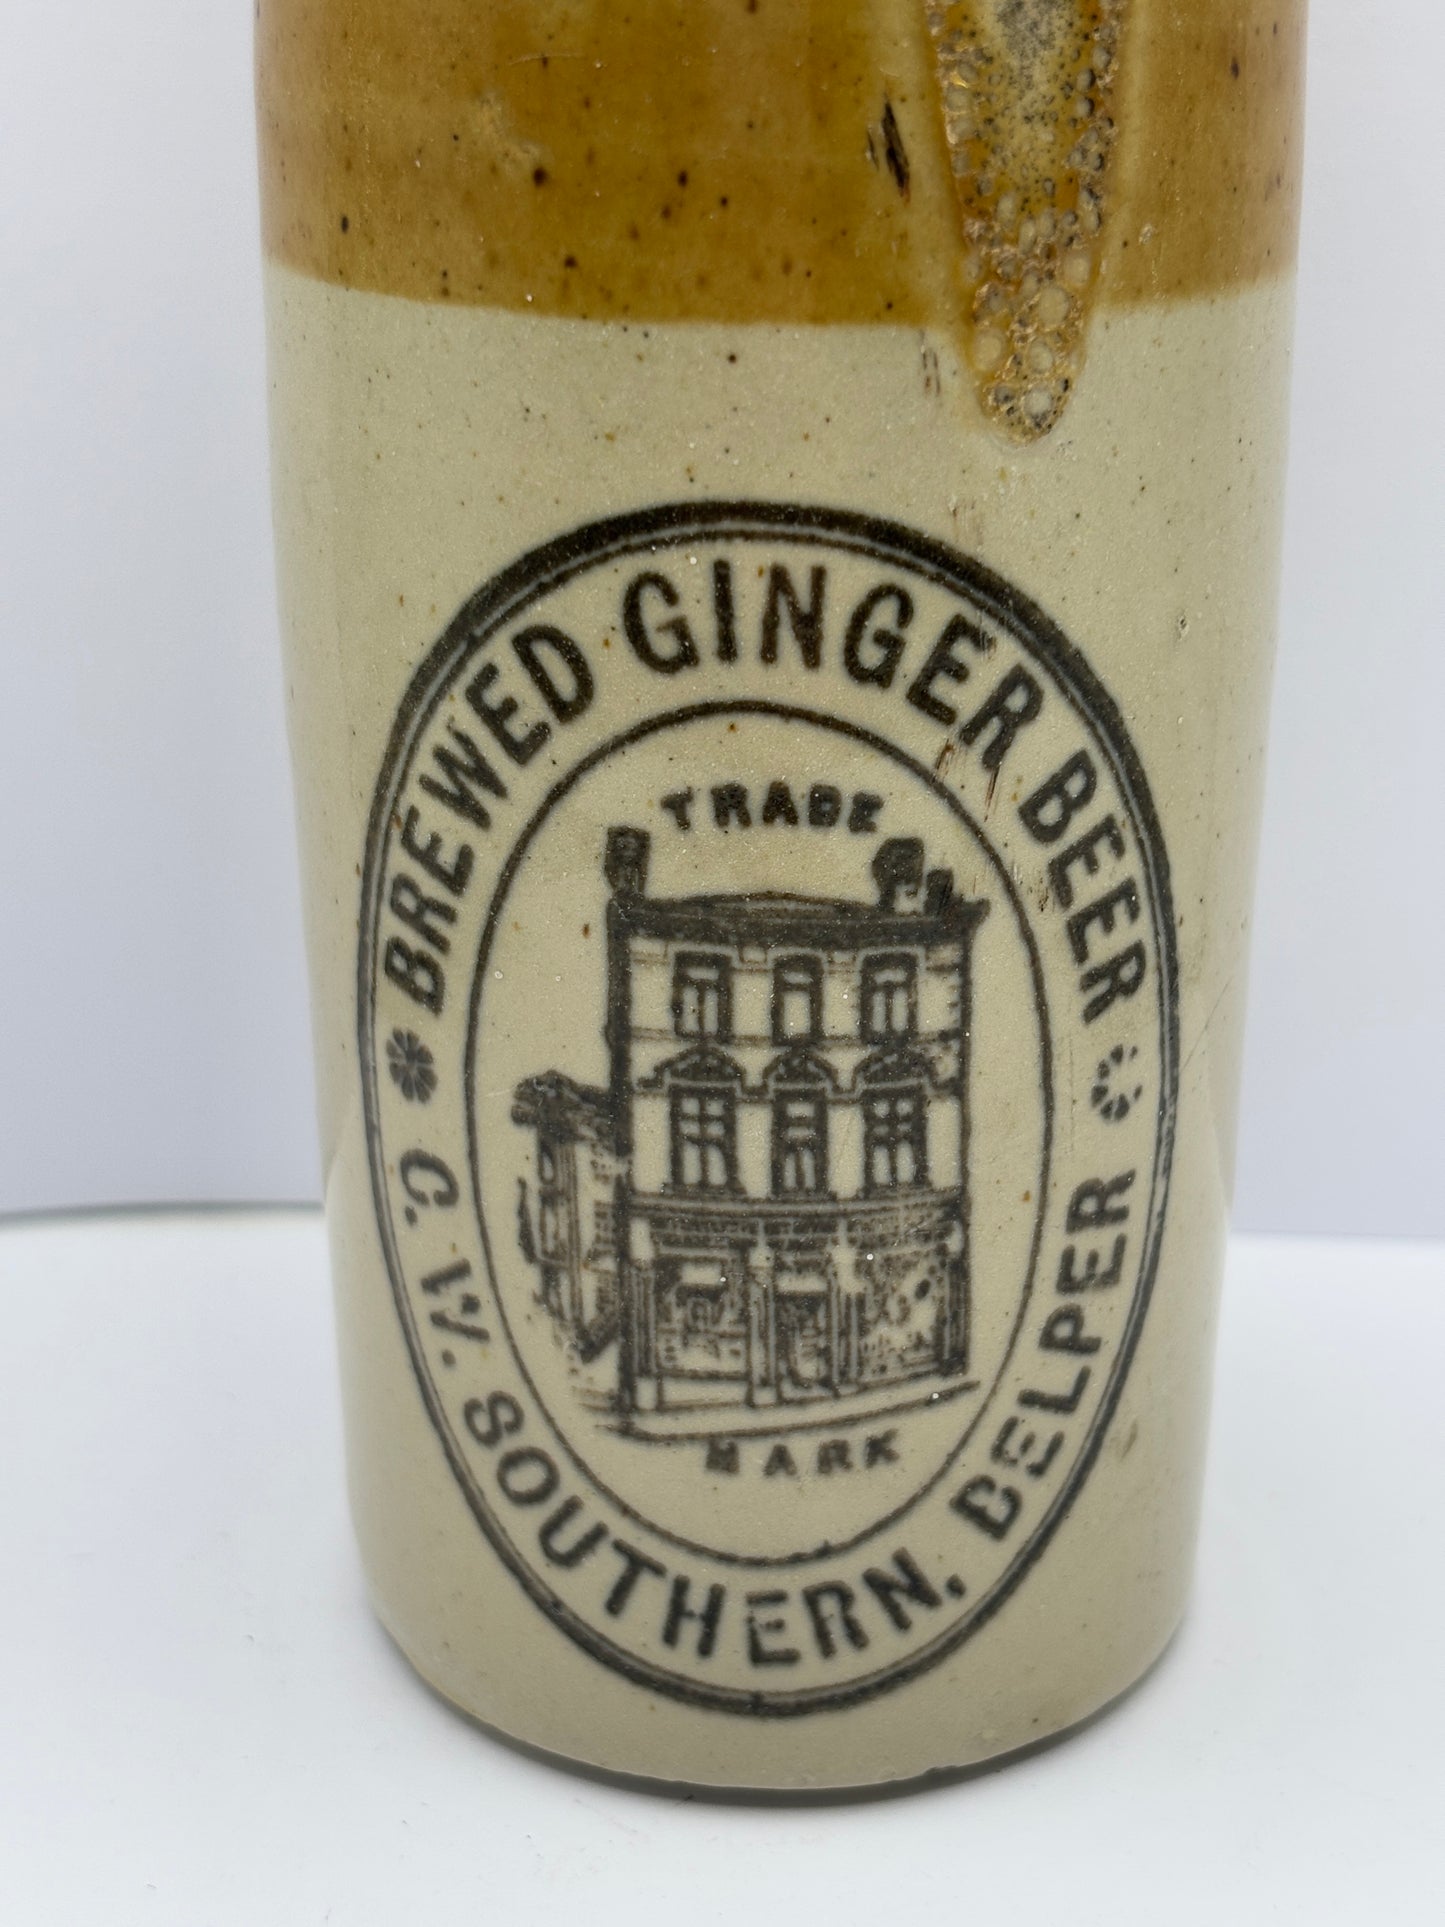 BREWED GINGER BEER
TRADE
MARK
C. W. SOUTHERN. BELPER